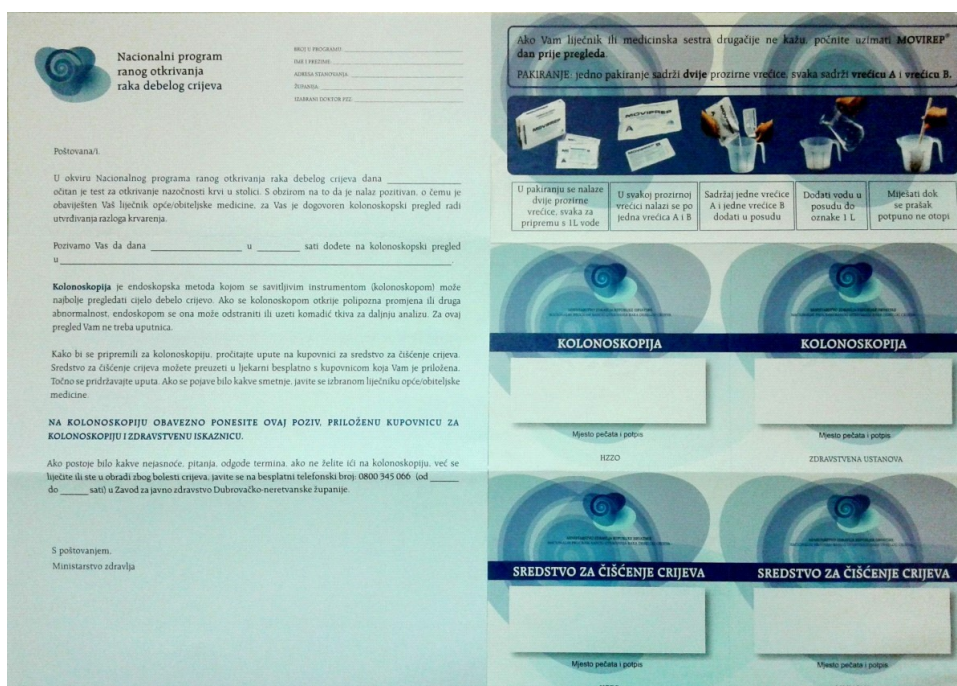 Nacionalni program
ranog otkrivanja
raka debelog crijeva
BROJ U PROGRAMU:
IME I PREZIME:
ADRESA STANOVANJA:
ŽUPANIJA:
IZABRANI DOKTOR PZZ:
Poštovana/i,
U okviru Nacionalnog programa ranog otkrivanja raka debelog crijeva dana ____________
očitan je test za otkrivanje nazočnosti krvi u stolici. S obzirom na to da je nalaz pozitivan, o čemu je
obaviješten Vaš liječnik opće/obiteljske medicine, za Vas je dogovoren kolonoskopski pregled radi
utvrđivanja razloga krvarenja.
Pozivamo Vas da dana __________ u _______ sati dođete na kolonoskopski pregled
u ____________.
Kolonoskopija je endoskopska metoda kojom se savitljivim instrumentom (kolonoskopom) može
najbolje pregledati cijelo debelo crijevo. Ako se kolonoskopom otkrije polipozna promjena ili druga
abnormalnost, endoskopom se ona može odstraniti ili uzeti komadić tkiva za daljnju analizu. Za ovaj
pregled Vam ne treba uputnica.
Kako bi se pripremili za kolonoskopiju, pročitajte upute na kupovnici za sredstvo za čišćenje crijeva.
Sredstvo za čišćenje crijeva možete preuzeti u ljekarni besplatno s kupovnicom koja Vam je priložena.
Točno se pridržavajte uputa. Ako se pojave bilo kakve smetnje, javite se izbranom liječniku opće/obiteljske
medicine.
NA KOLONOSKOPIJU OBAVEZNO PONESITE OVAJ POZIV, PRILOŽENU KUPOVNICU ZA
KOLONOSKOPIJU I ZDRAVSTVENU ISKAZNICU.
Ako postoje bilo kakve nejasnoće, pitanja, odgode termina, ako ne želite ići na kolonoskopiju, već se
liječite ili ste u obradi zbog bolesti crijeva, javite se na besplatni telefonski broj: 0800 345 066 (od _____
do _____ sati) u Zavod za javno zdravstvo Dubrovačko-neretvanske županije.
S poštovanjem,
Ministarstvo zdravlja
Ako Vam liječnik ili medicinska sestra drugačije ne kažu, počnite uzimati MOVIREP®
dan prije pregleda.
PAKIRANJE: jedno pakiranje sadrži dvije prozirne vrećice, svaka sadrži vrećicu A i vrećicu B.
MOVIPREP
U pakiranju se nalaze
dvije prozirne
vrećice, svaka za
pripremu s 1L vode
U svakoj prozirnoj
vrećici nalazi se po
jedna vrećica A i B
Sadržaj jedne vrećice
A i jedne vrećice B
dodati u posudu
Dodati vodu u
posudu do
oznake 1 L
Miješati dok
se prašak
potpuno ne otopi
KOLONOSKOPIJA
Mjesto pečata i potpis
HZZO
KOLONOSKOPIJA
Mjesto pečata i potpis
ZDRAVSTVENA USTANOVA
SREDSTVO ZA ČIŠĆENJE CRIJEVA
Mjesto pečata i potpis
SREDSTVO ZA ČIŠĆENJE CRIJEVA
Mjesto pečata i potpis